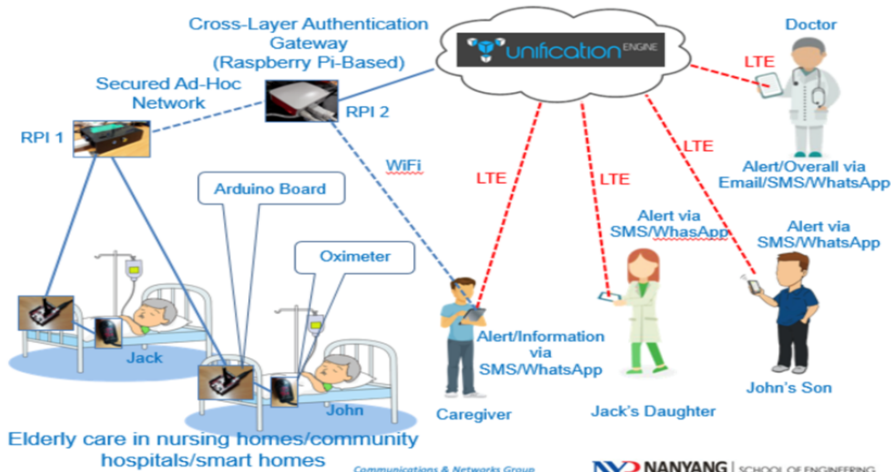 Cross-Layer Authentication
Gateway
(Raspberry Pi-Based)
unification ENGINE
Doctor
LTE
Secured Ad-Hoc
Network
RPI 1
RPI 2
WiFi
LTE
LTE
LTE
Alert/Overall via
Email/SMS/WhatsApp
Arduino Board
Oximeter
Alert via
SMS/WhasApp
Alert via
SMS/WhatsApp
Alert/Information
via
SMS/WhatsApp
Jack
John
Caregiver
Jack's Daughter
John's Son
Elderly care in nursing homes/community
hospitals/smart homes
Communications & Networks Group
NANYANG SCHOOL OF ENGINEERING